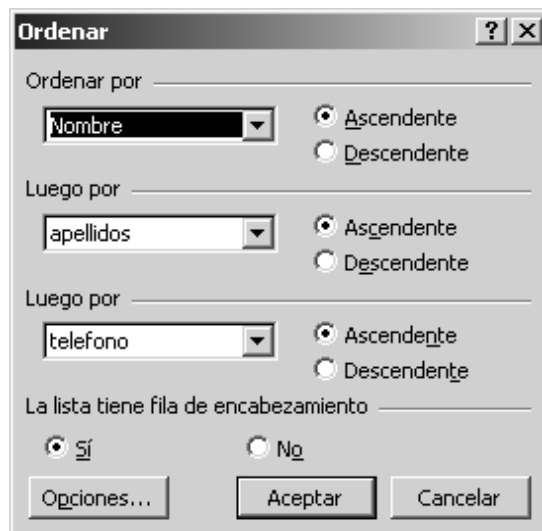 Ordenar
Ordenar por
Nombre
Ascendente
Descendente
Luego por
apellidos
Ascendente
Descendente
Luego por
telefono
Ascendente
Descendente
La lista tiene fila de encabezamiento
Sí No
Opciones... Aceptar Cancelar